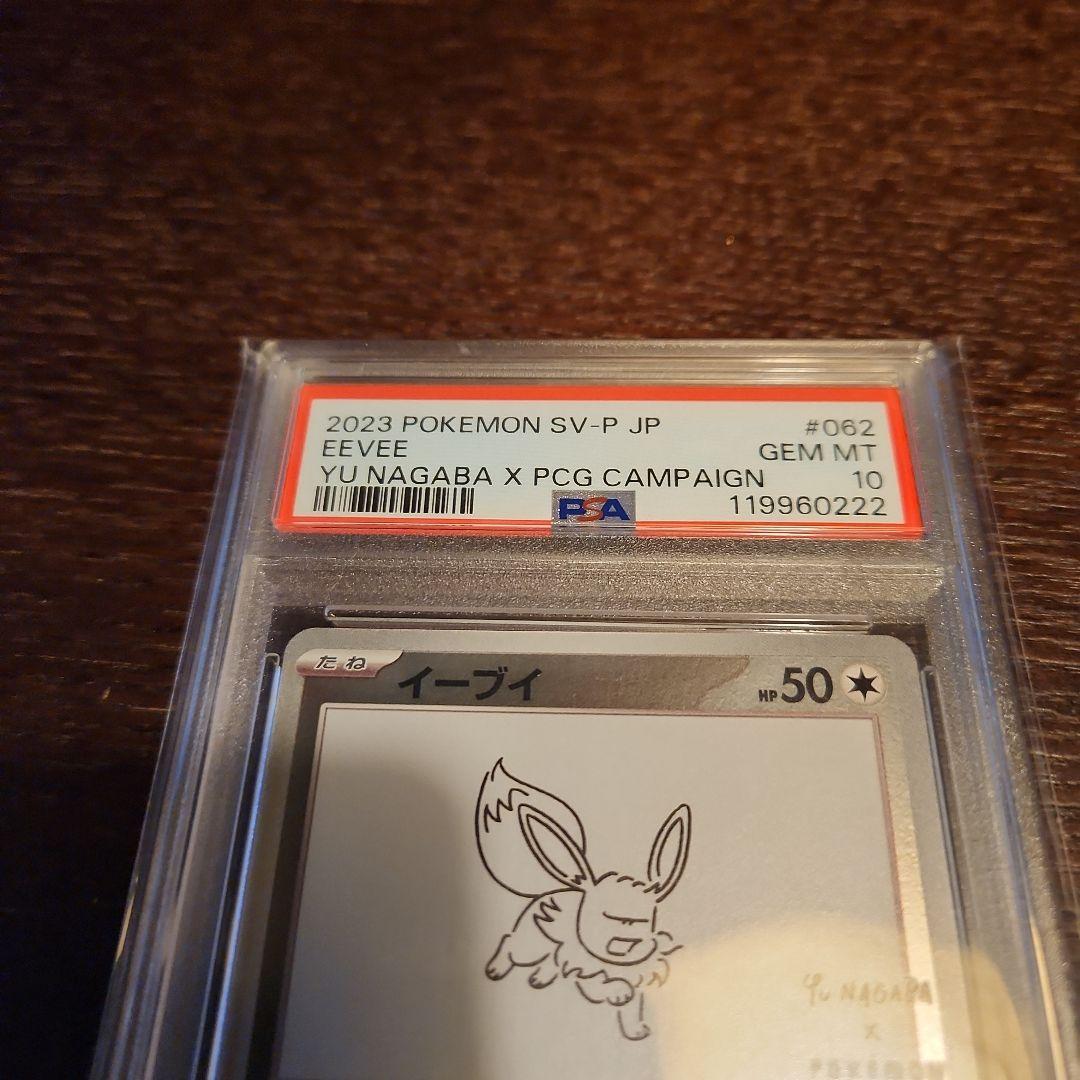 2023 POKEMON SV-P JP #062
EEVEE GEM MT
YU NAGABA X PCG CAMPAIGN 10
PSA 119960222
たね イーブイ HP 50
YU NAGABA
X
POKÉMON